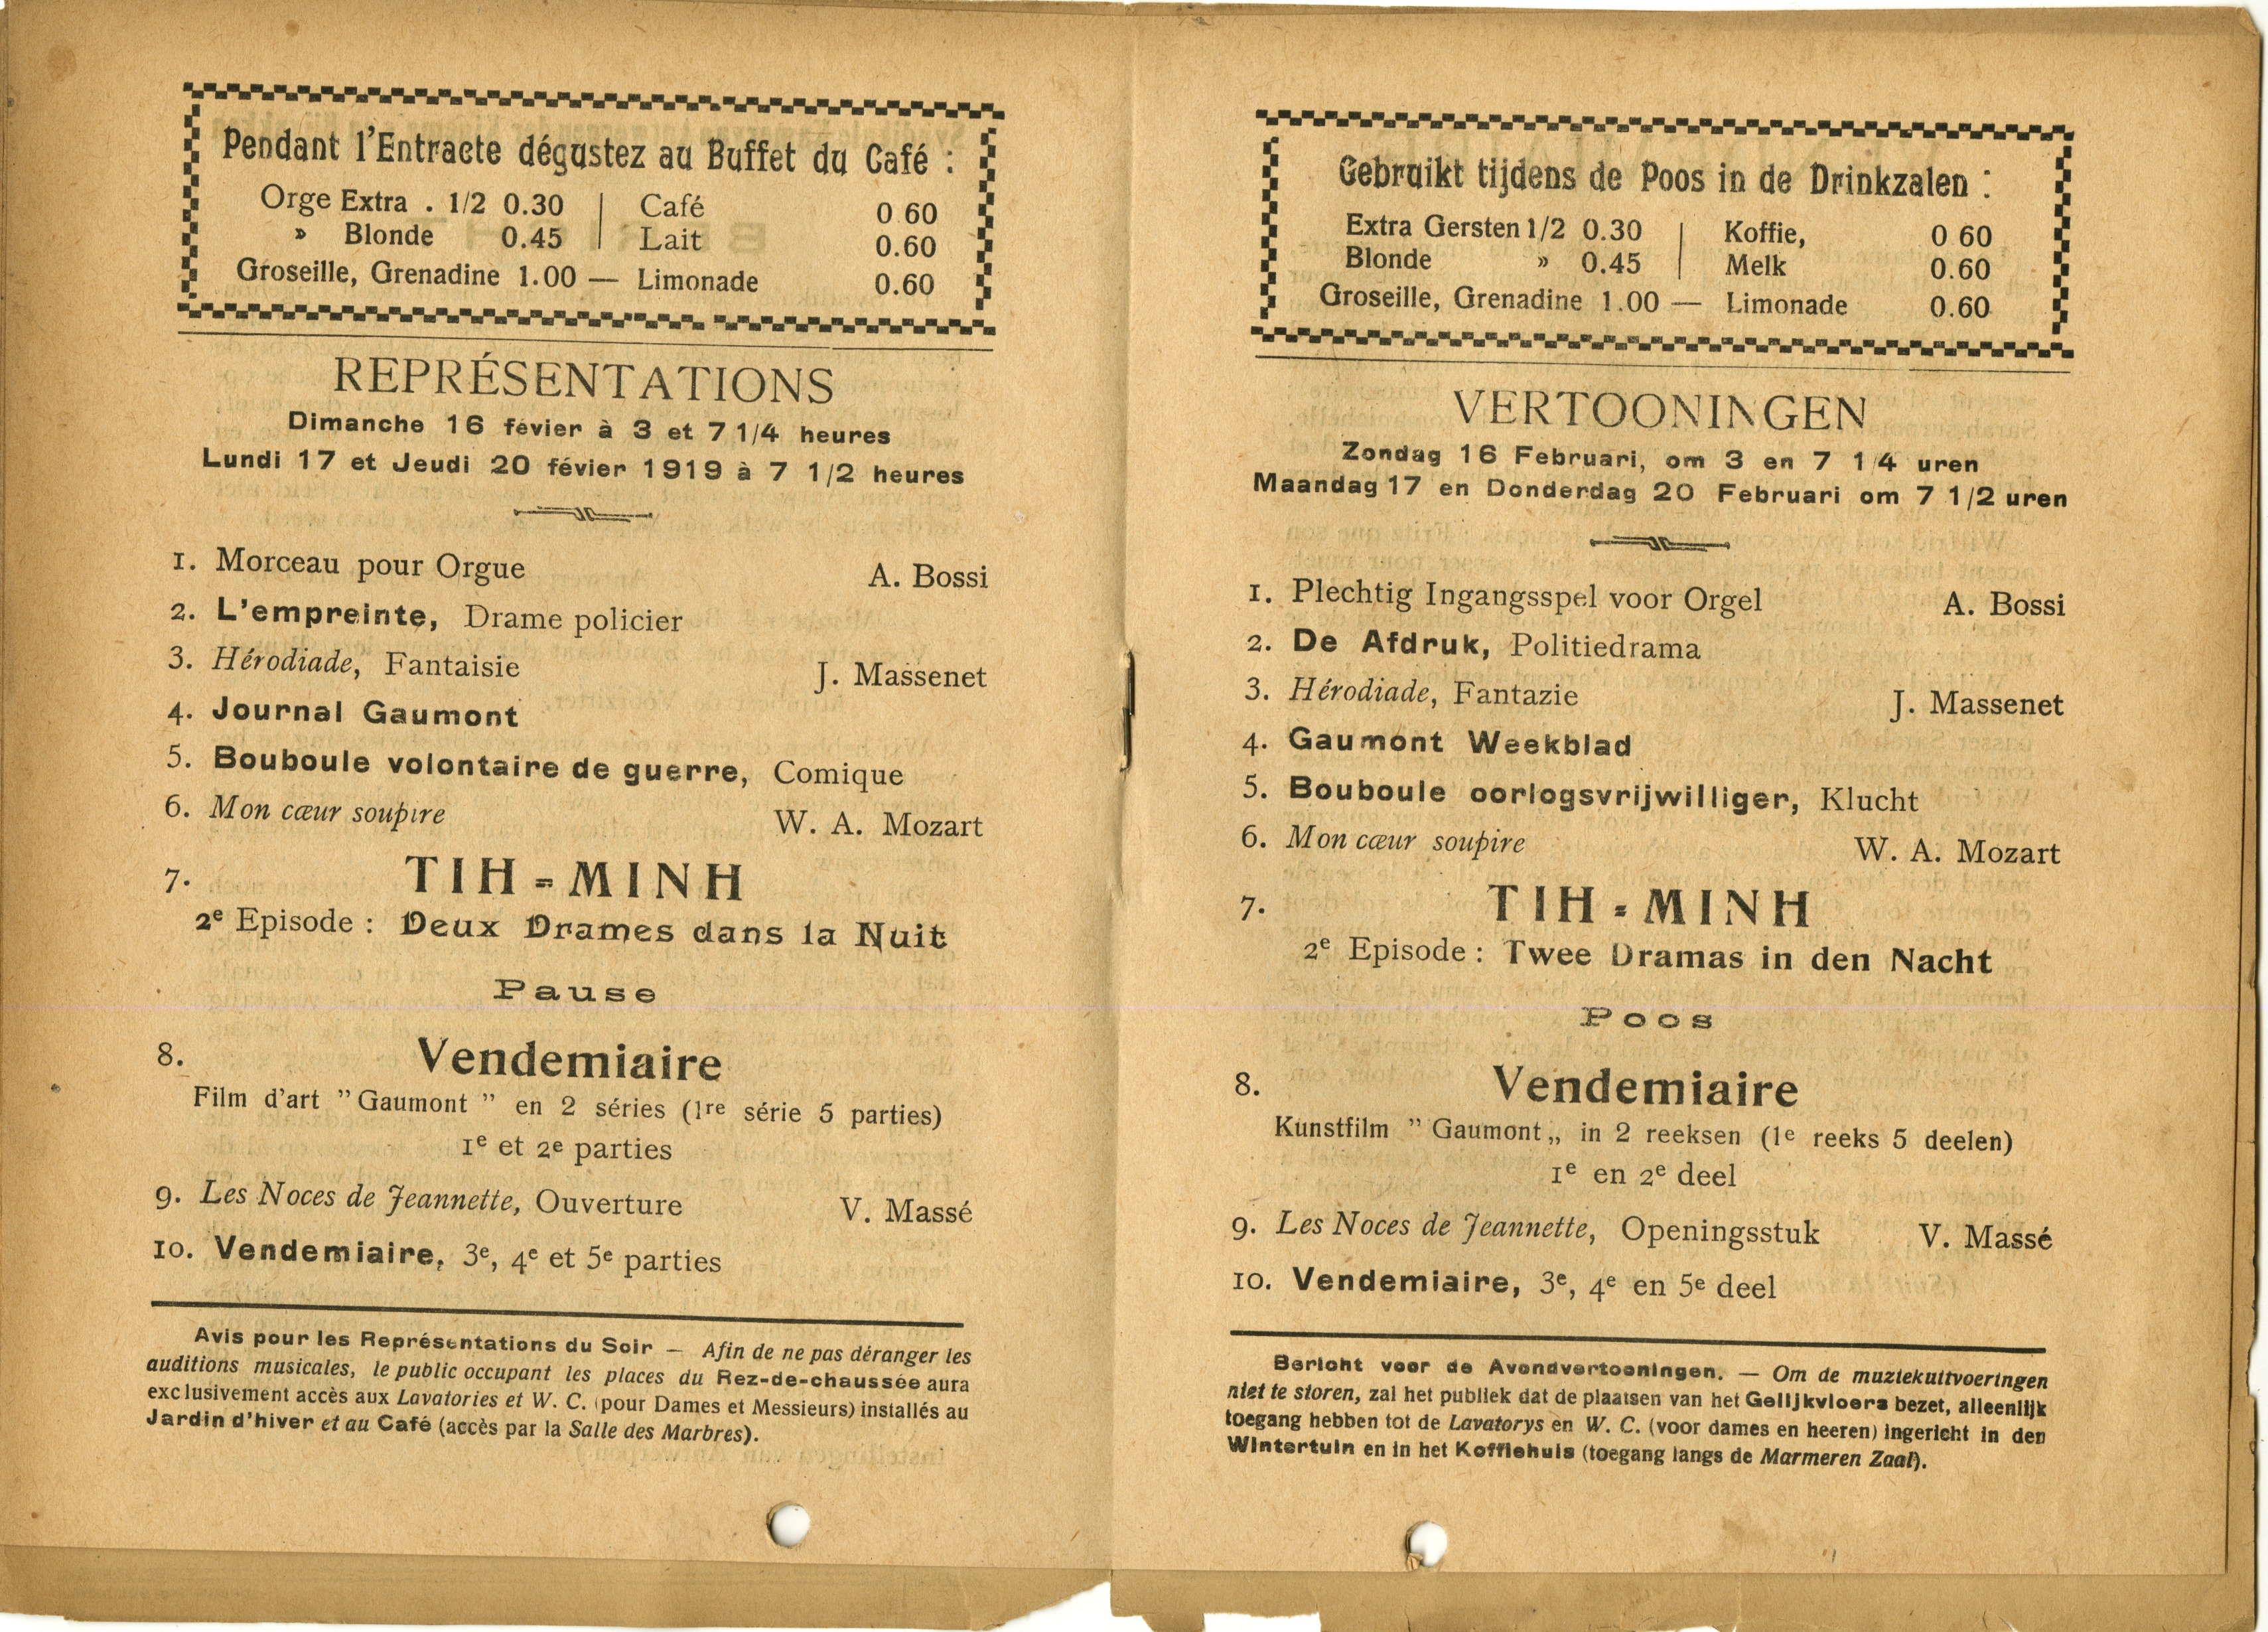 Pendant l'Entracte dégustez au Buffet du Café :
Orge Extra . 1/2 0.30 | Café 0 60
» Blonde 0.45 | Lait 0.60
Groseille, Grenadine 1.00 — Limonade 0.60
REPRÉSENTATIONS
Dimanche 16 févier à 3 et 7 1/4 heures
Lundi 17 et Jeudi 20 févier 1919 à 7 1/2 heures
1. Morceau pour Orgue A. Bossi
2. L'empreinte, Drame policier
3. Hérodiade, Fantaisie J. Massenet
4. Journal Gaumont
5. Bouboule volontaire de guerre, Comique
6. Mon cœur soupire W. A. Mozart
7. TIH-MINH
2e Episode : Deux Drames dans la Nuit
Pause
8. Vendemiaire
Film d'art " Gaumont " en 2 séries (1re série 5 parties)
1e et 2e parties
9. Les Noces de Jeannette, Ouverture V. Massé
10. Vendemiaire, 3e, 4e et 5e parties
Avis pour les Représentations du Soir — Afin de ne pas déranger les
auditions musicales, le public occupant les places du Rez-de-chaussée aura
exclusivement accès aux Lavatories et W. C. (pour Dames et Messieurs) installés au
Jardin d'hiver et au Café (accès par la Salle des Marbres).
Gebruikt tijdens de Poos in de Drinkzalen :
Extra Gersten 1/2 0.30 | Koffie, 0 60
Blonde » 0.45 | Melk 0.60
Groseille, Grenadine 1.00 — Limonade 0.60
VERTOONINGEN
Zondag 16 Februari, om 3 en 7 1/4 uren
Maandag 17 en Donderdag 20 Februari om 7 1/2 uren
1. Plechtig Ingangsspel voor Orgel A. Bossi
2. De Afdruk, Politiedrama
3. Hérodiade, Fantazie J. Massenet
4. Gaumont Weekblad
5. Bouboule oorlogsvrijwilliger, Klucht
6. Mon cœur soupire W. A. Mozart
7. TIH-MINH
2e Episode : Twee Dramas in den Nacht
Poos
8. Vendemiaire
Kunstfilm " Gaumont „ in 2 reeksen (1e reeks 5 deelen)
1e en 2e deel
9. Les Noces de Jeannette, Openingsstuk V. Massé
10. Vendemiaire, 3e, 4e en 5e deel
Bericht voor de Avondvertooningen. — Om de muziekuitvoeringen
niet te storen, zal het publiek dat de plaatsen van het Gelijkvloers bezet, alleenlijk
toegang hebben tot de Lavatorys en W. C. (voor dames en heeren) ingericht in den
Wintertuin en in het Koffiehuis (toegang langs de Marmeren Zaal).